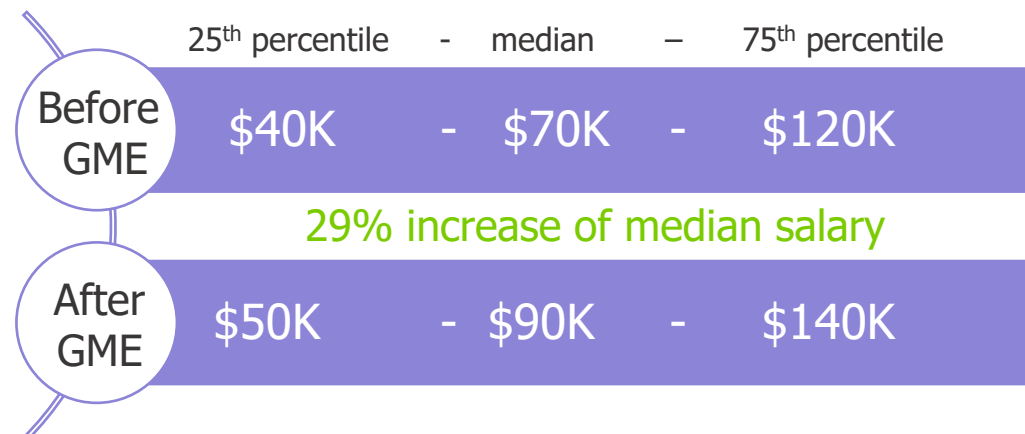 25th percentile - median – 75th percentile
Before
GME
$40K - $70K - $120K
29% increase of median salary
After
GME
$50K - $90K - $140K